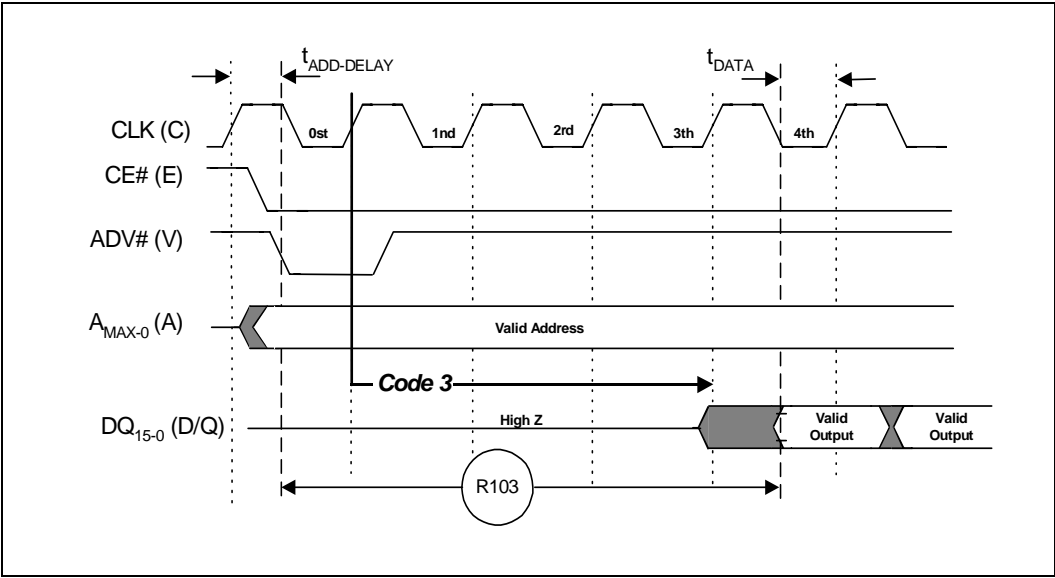 tADD-DELAY
tDATA
CLK (C)
0st
1nd
2rd
3th
4th
CE# (E)
ADV# (V)
AMAX-0 (A)
Valid Address
Code 3
DQ15-0 (D/Q)
High Z
Valid
Output
Valid
Output
R103